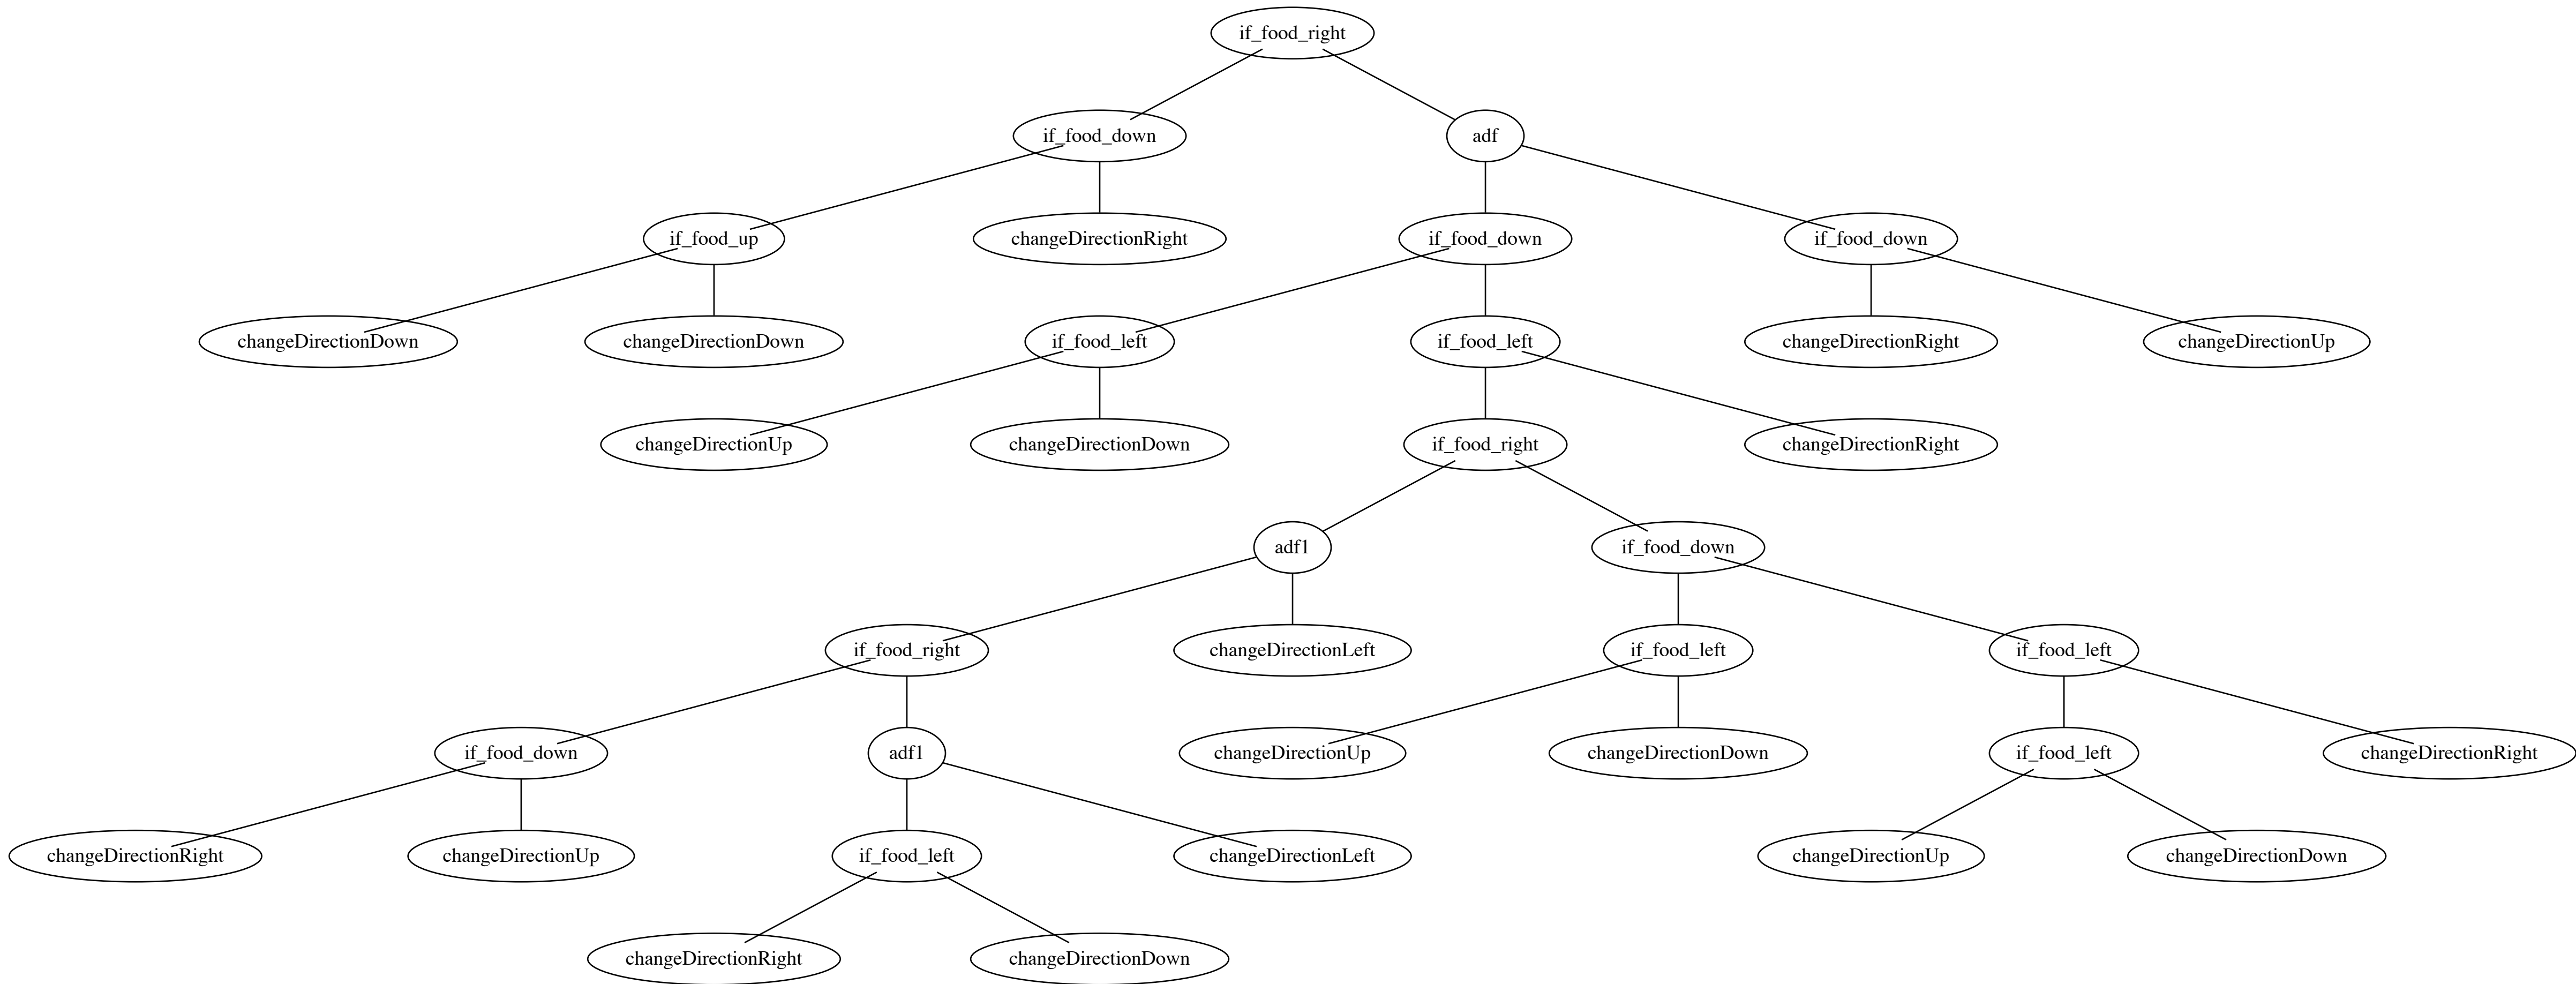 if_food_right
if_food_down
adf
if_food_up
changeDirectionRight
if_food_down
if_food_down
changeDirectionDown
changeDirectionDown
if_food_left
if_food_left
changeDirectionRight
changeDirectionUp
changeDirectionUp
changeDirectionDown
if_food_right
changeDirectionRight
adf1
if_food_down
if_food_right
changeDirectionLeft
if_food_left
if_food_left
if_food_down
adf1
changeDirectionUp
changeDirectionDown
if_food_left
changeDirectionRight
changeDirectionRight
changeDirectionUp
if_food_left
changeDirectionLeft
changeDirectionUp
changeDirectionDown
changeDirectionRight
changeDirectionDown